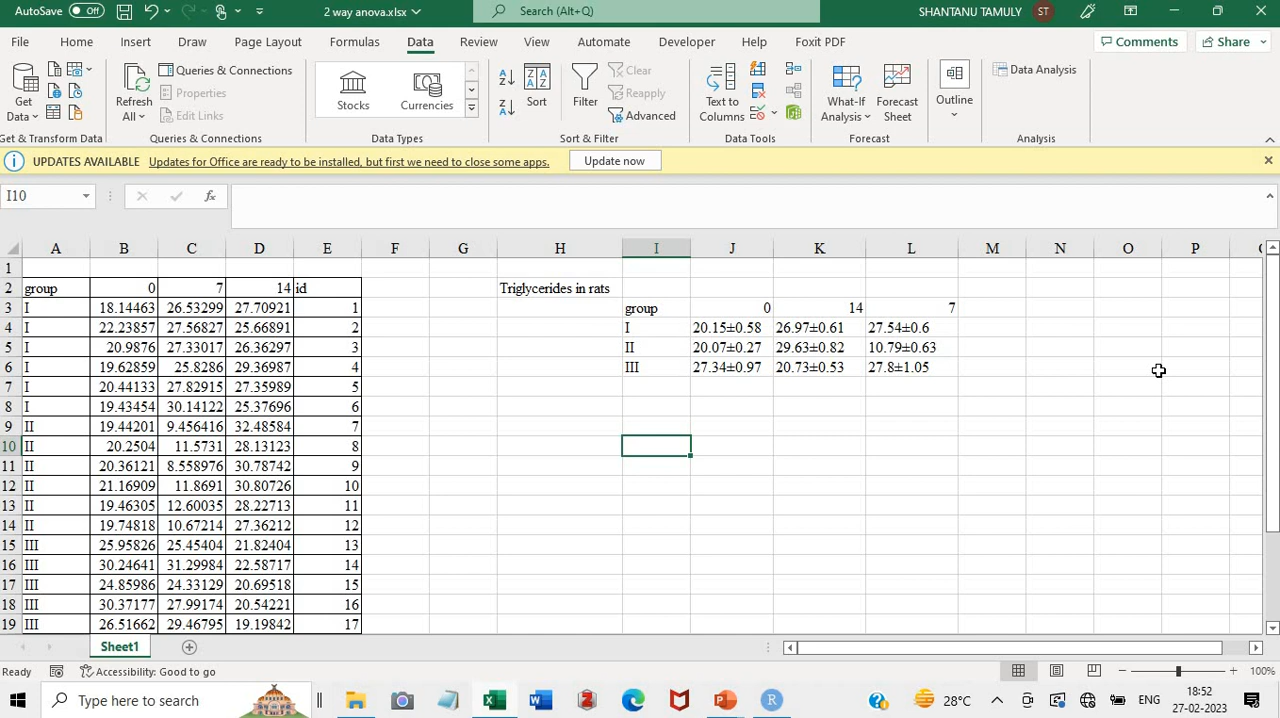 AutoSave Off 2 way anova.xlsx Search (Alt+Q) SHANTANU TAMULY ST
File Home Insert Draw Page Layout Formulas Data Review View Automate Developer Help Foxit PDF Comments Share
Get Data Refresh All Queries & Connections Properties Edit Links Stocks Currencies Sort Filter Clear Reapply Advanced Text to Columns What-If Analysis Forecast Sheet Outline Data Analysis
Get & Transform Data Queries & Connections Data Types Sort & Filter Data Tools Forecast Analysis
UPDATES AVAILABLE Updates for Office are ready to be installed, but first we need to close some apps. Update now
I10 fx
A B C D E F G H I J K L M N O P
1
2 group 0 7 14 id Triglycerides in rats
3 I 18.14463 26.53299 27.70921 1 group 0 14 7
4 I 22.23857 27.56827 25.66891 2 I 20.15±0.58 26.97±0.61 27.54±0.6
5 I 20.9876 27.33017 26.36297 3 II 20.07±0.27 29.63±0.82 10.79±0.63
6 I 19.62859 25.8286 29.36987 4 III 27.34±0.97 20.73±0.53 27.8±1.05
7 I 20.44133 27.82915 27.35989 5
8 I 19.43454 30.14122 25.37696 6
9 II 19.44201 9.456416 32.48584 7
10 II 20.2504 11.5731 28.13123 8
11 II 20.36121 8.558976 30.78742 9
12 II 21.16909 11.8691 30.80726 10
13 II 19.46305 12.60035 28.22713 11
14 II 19.74818 10.67214 27.36212 12
15 III 25.95826 25.45404 21.82404 13
16 III 30.24641 31.29984 22.58717 14
17 III 24.85986 24.33129 20.69518 15
18 III 30.37177 27.99174 20.54221 16
19 III 26.51662 29.46795 19.19842 17
Sheet1
Ready Accessibility: Good to go 100%
Type here to search 28°C ENG 18:52
27-02-2023